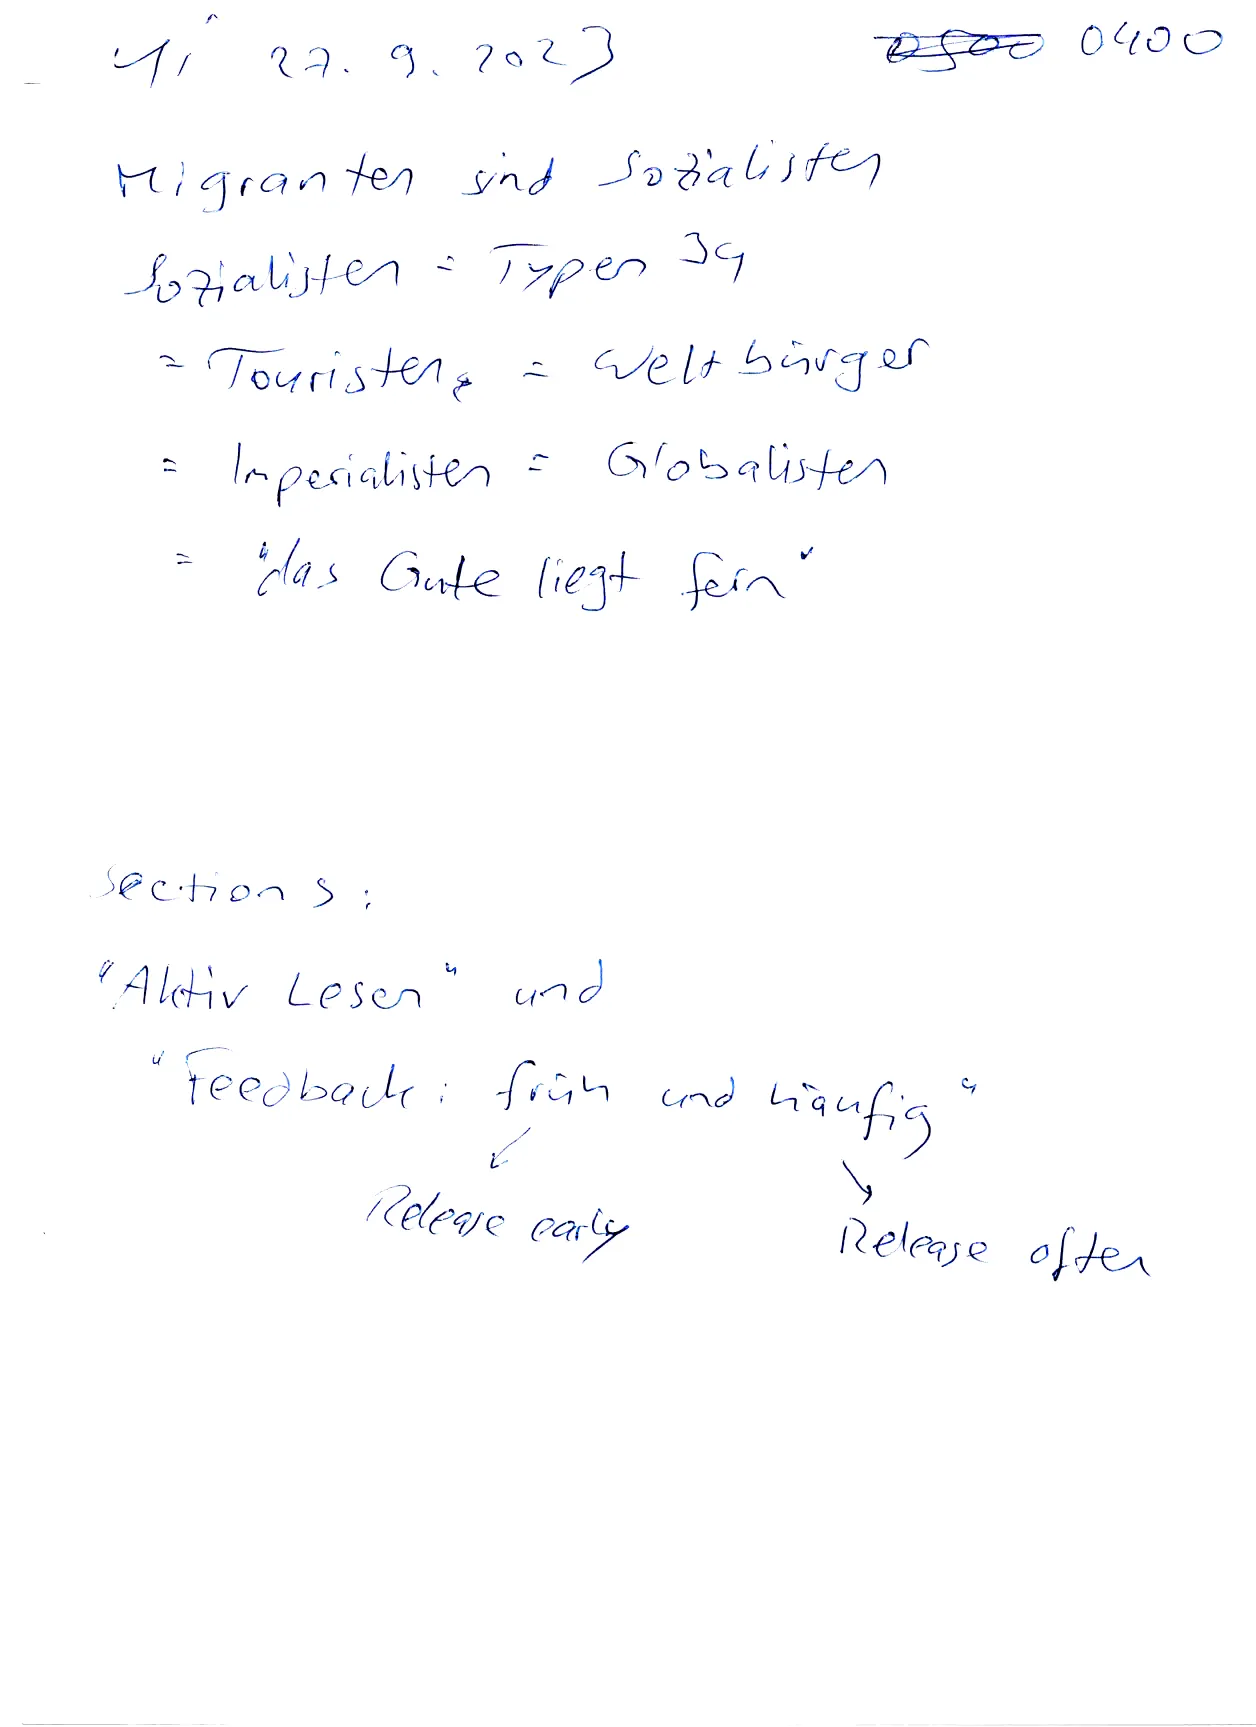 Mi 27. 9. 2023 0500 0400
Migranten sind Sozialisten
Sozialisten = Typen 34
= Touristen = Weltbürger
= Imperialisten = Globalisten
= "das Gute liegt fern"
sections:
"Aktiv Lesen" und
"Feedback: früh und häufig"
Release early
Release often